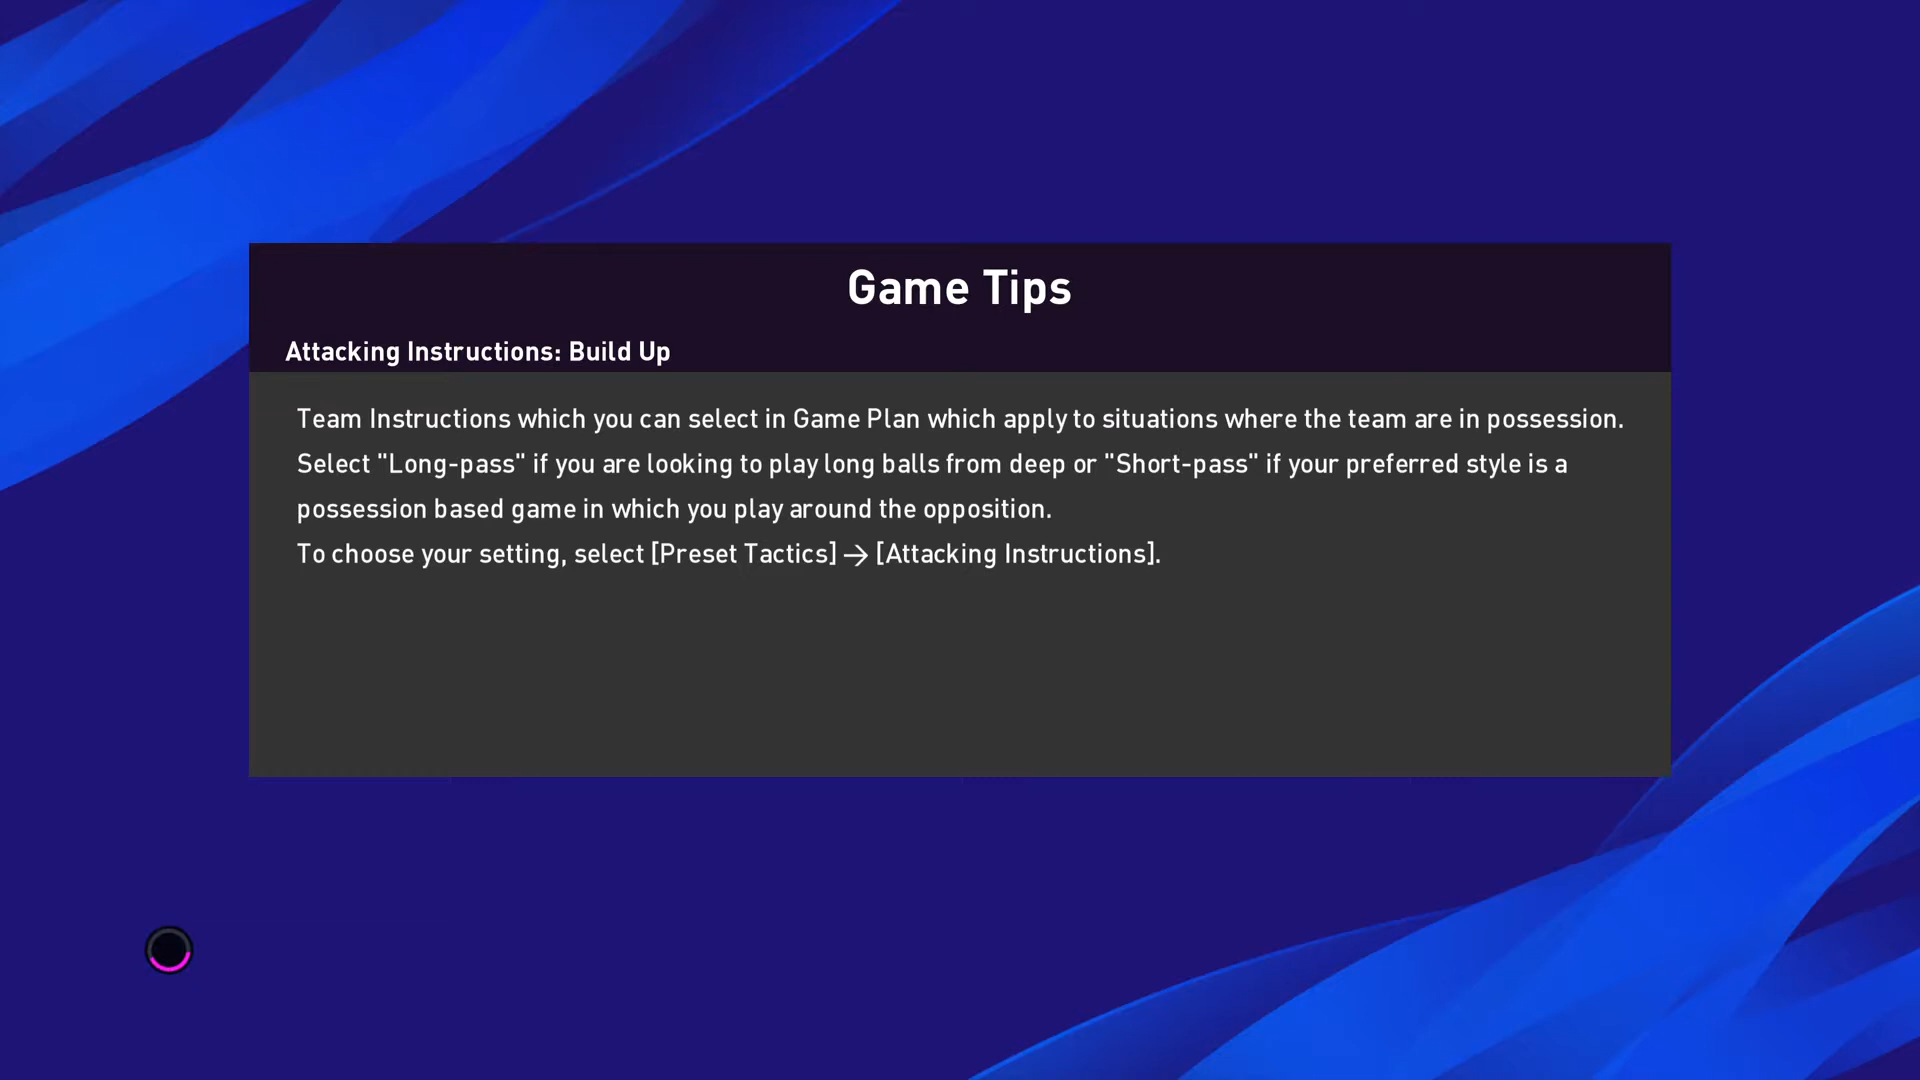 Game Tips
Attacking Instructions: Build Up
Team Instructions which you can select in Game Plan which apply to situations where the team are in possession.
Select "Long-pass" if you are looking to play long balls from deep or "Short-pass" if your preferred style is a
possession based game in which you play around the opposition.
To choose your setting, select [Preset Tactics] → [Attacking Instructions].